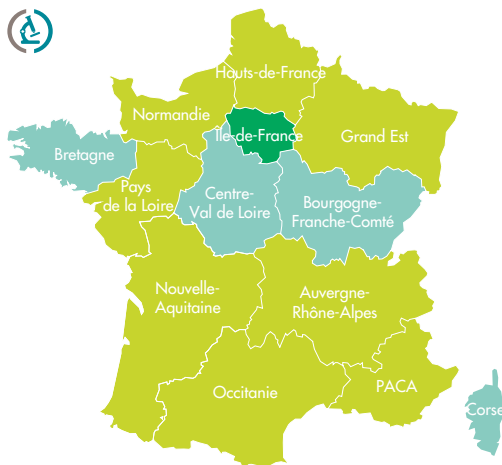 Hauts-de-France
Normandie
Île-de-France
Grand Est
Bretagne
Pays
de la Loire
Centre-
Val de Loire
Bourgogne-
Franche-Comté
Nouvelle-
Aquitaine
Auvergne-
Rhône-Alpes
Occitanie
PACA
Corse